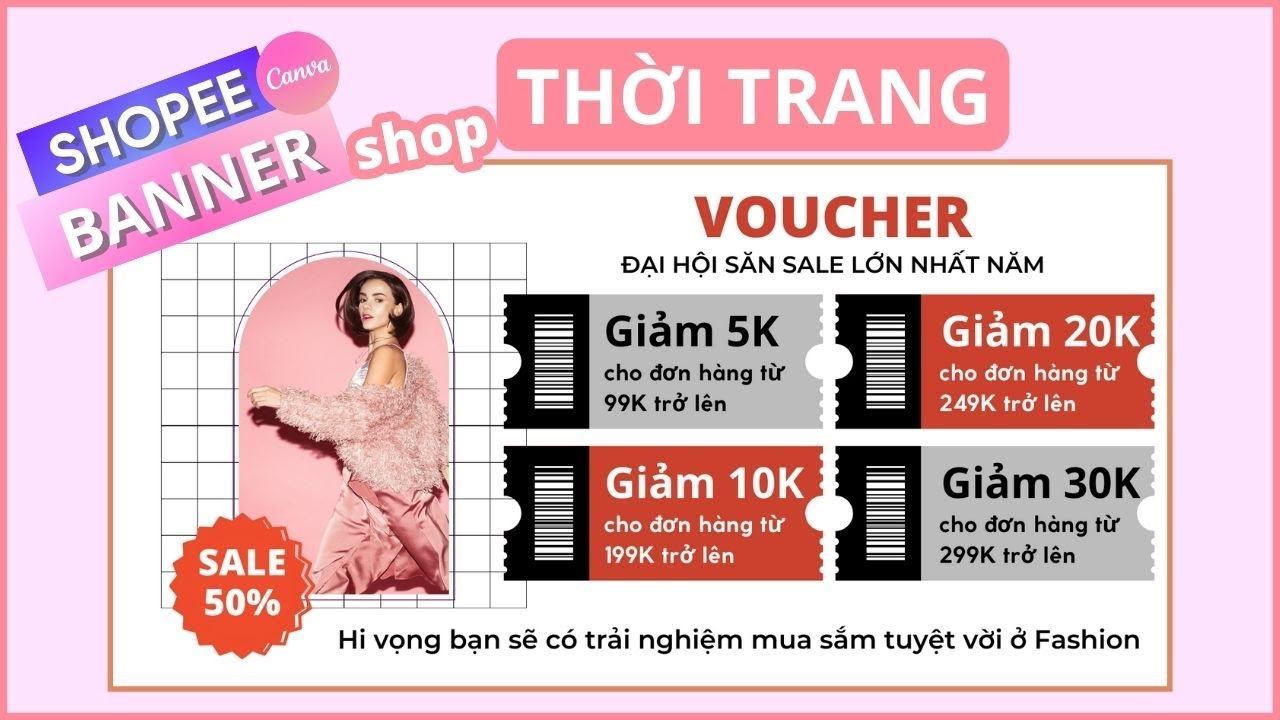 SHOPEE
Canva
BANNER
shop
THỜI TRANG
VOUCHER
ĐẠI HỘI SĂN SALE LỚN NHẤT NĂM
Giảm 5K
cho đơn hàng từ
99K trở lên
Giảm 20K
cho đơn hàng từ
249K trở lên
Giảm 10K
cho đơn hàng từ
199K trở lên
Giảm 30K
cho đơn hàng từ
299K trở lên
SALE
50%
Hi vọng bạn sẽ có trải nghiệm mua sắm tuyệt vời ở Fashion